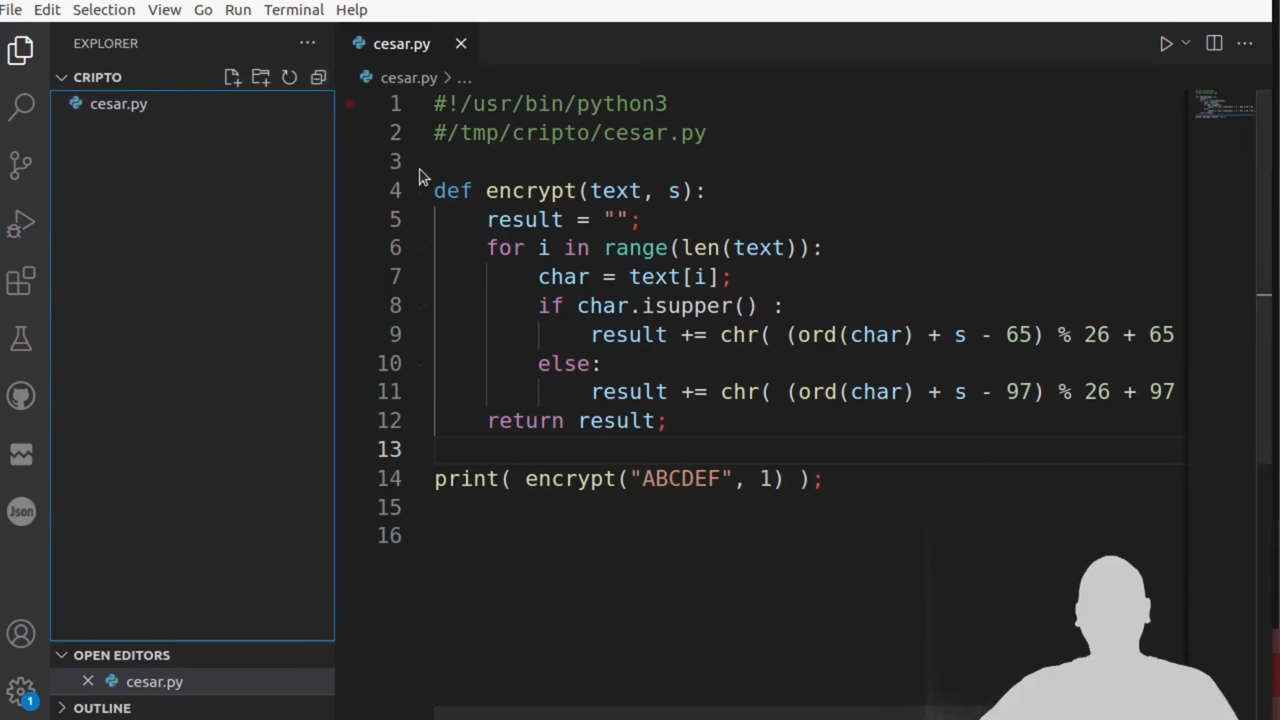 File Edit Selection View Go Run Terminal Help
EXPLORER
cesar.py
CRIPTO
cesar.py > ...
cesar.py
1 #!/usr/bin/python3
2 #/tmp/cripto/cesar.py
3
4 def encrypt(text, s):
5 result = "";
6 for i in range(len(text)):
7 char = text[i];
8 if char.isupper() :
9 result += chr( (ord(char) + s - 65) % 26 + 65
10 else:
11 result += chr( (ord(char) + s - 97) % 26 + 97
12 return result;
13
14 print( encrypt("ABCDEF", 1) );
15
16
Json
OPEN EDITORS
cesar.py
1
OUTLINE